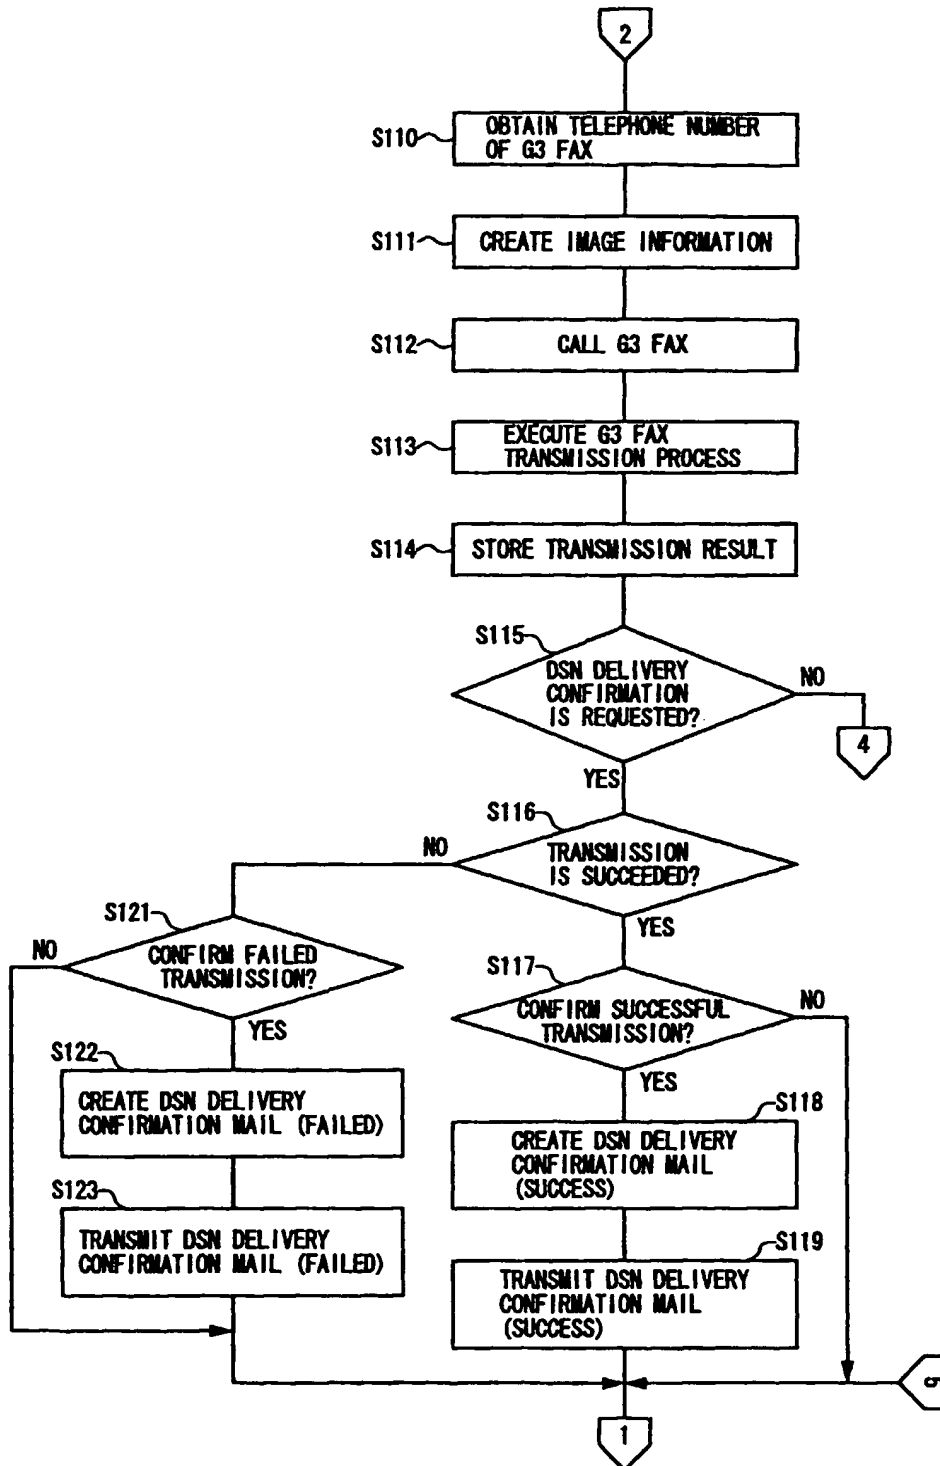 2
S110
OBTAIN TELEPHONE NUMBER
OF G3 FAX
S111
CREATE IMAGE INFORMATION
S112
CALL G3 FAX
S113
EXECUTE G3 FAX
TRANSMISSION PROCESS
S114
STORE TRANSMISSION RESULT
S115
DSN DELIVERY
CONFIRMATION
IS REQUESTED?
NO
4
YES
S116
TRANSMISSION
IS SUCCEEDED?
NO
YES
S121
CONFIRM FAILED
TRANSMISSION?
NO
YES
S117
CONFIRM SUCCESSFUL
TRANSMISSION?
NO
YES
S122
CREATE DSN DELIVERY
CONFIRMATION MAIL (FAILED)
S118
CREATE DSN DELIVERY
CONFIRMATION MAIL
(SUCCESS)
S123
TRANSMIT DSN DELIVERY
CONFIRMATION MAIL (FAILED)
S119
TRANSMIT DSN DELIVERY
CONFIRMATION MAIL
(SUCCESS)
1